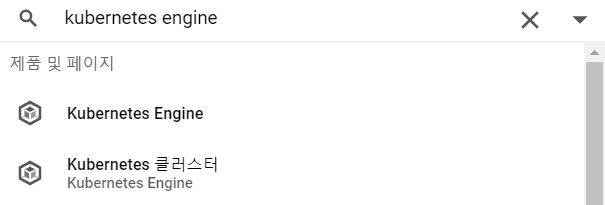 kubernetes engine
제품 및 페이지
Kubernetes Engine
Kubernetes 클러스터
Kubernetes Engine